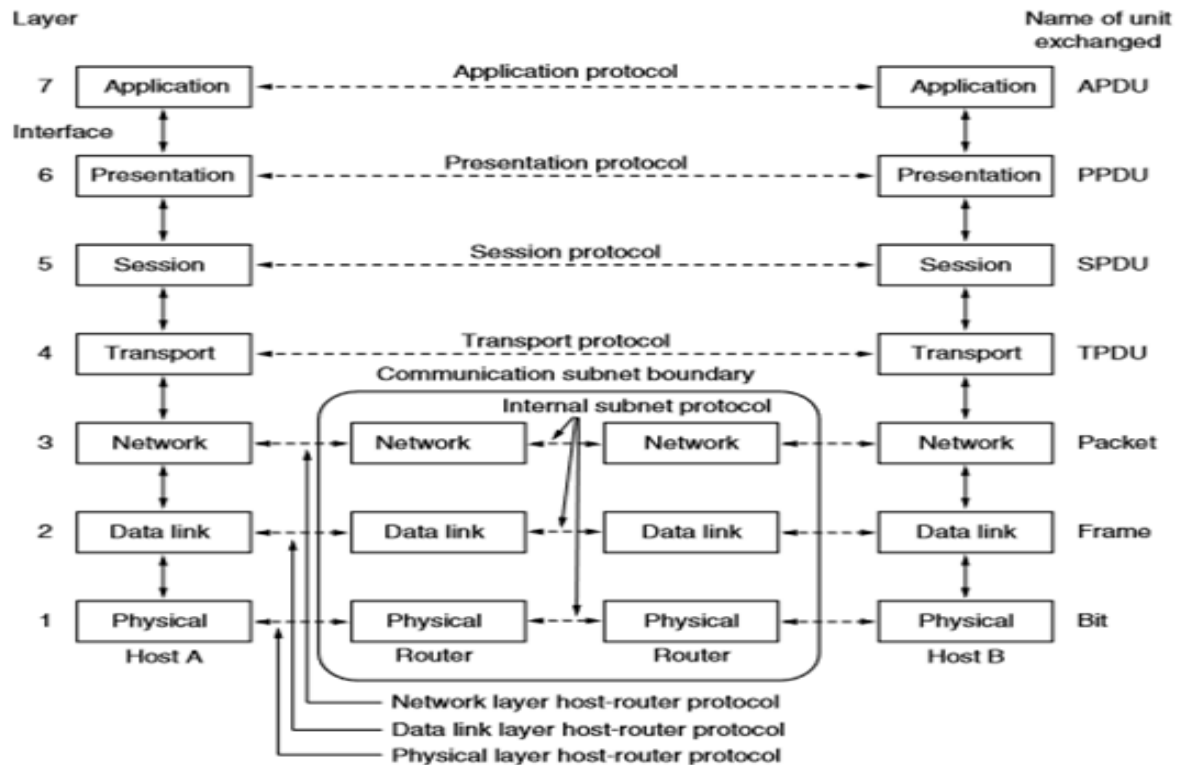 Layer
Name of unit
exchanged
Application protocol
7 Application Application APDU
Interface
Presentation protocol
6 Presentation Presentation PPDU
Session protocol
5 Session Session SPDU
Transport protocol
4 Transport Transport TPDU
Communication subnet boundary
Internal subnet protocol
3 Network Network Network Network Packet
2 Data link Data link Data link Data link Frame
1 Physical Physical Physical Physical Bit
Host A Router Router Host B
Network layer host-router protocol
Data link layer host-router protocol
Physical layer host-router protocol